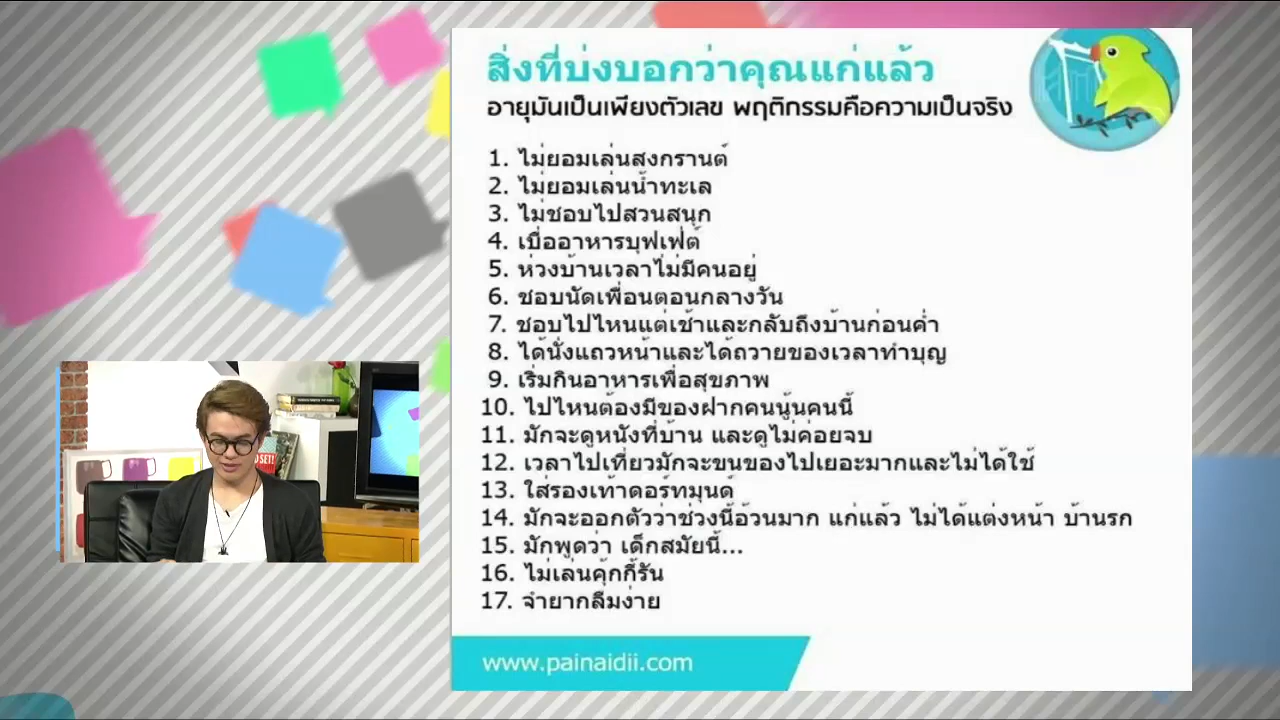 สิ่งที่บ่งบอกว่าคุณแก่แล้ว
อายุมันเป็นเพียงตัวเลข พฤติกรรมคือความเป็นจริง
1. ไม่ยอมเล่นสงกรานต์
2. ไม่ยอมเล่นน้ำทะเล
3. ไม่ชอบไปสวนสนุก
4. เบื่ออาหารบุฟเฟต์
5. ห่วงบ้านเวลาไม่มีคนอยู่
6. ชอบนัดเพื่อนตอนกลางวัน
7. ชอบไปไหนแต่เช้าและกลับถึงบ้านก่อนค่ำ
8. ได้นั่งแถวหน้าและได้ถวายของเวลาทำบุญ
9. เริ่มกินอาหารเพื่อสุขภาพ
10. ไปไหนต้องมีของฝากคนนู้นคนนี้
11. มักจะดูหนังที่บ้าน และดูไม่ค่อยจบ
12. เวลาไปเที่ยวมักจะขนของไปเยอะมากและไม่ได้ใช้
13. ใส่รองเท้าดอร์ทมุนด์
14. มักจะออกตัวว่าช่วงนี้อ้วนมาก แก่แล้ว ไม่ได้แต่งหน้า บ้านรก
15. มักพูดว่า เด็กสมัยนี้...
16. ไม่เล่นคุ้กกี้รัน
17. จำยากลืมง่าย
www.painaidii.com